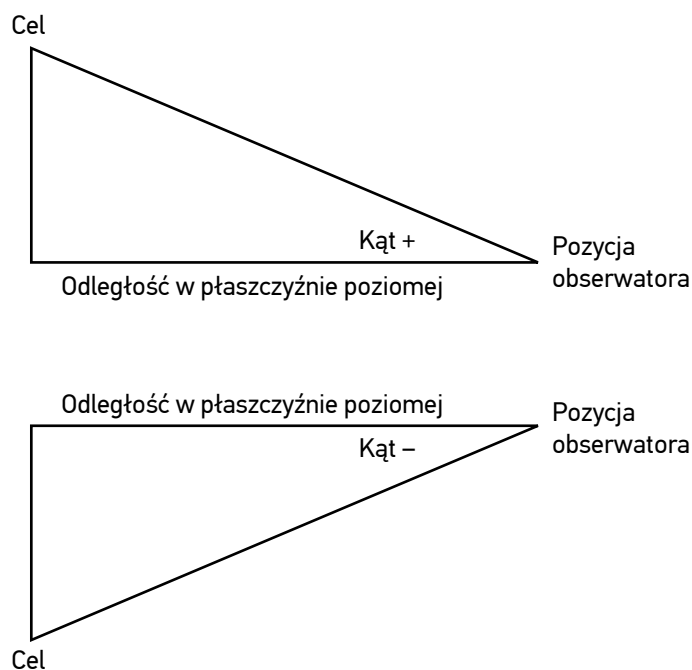 Cel
Kąt +
Pozycja
obserwatora
Odległość w płaszczyźnie poziomej
Odległość w płaszczyźnie poziomej
Pozycja
obserwatora
Kąt –
Cel